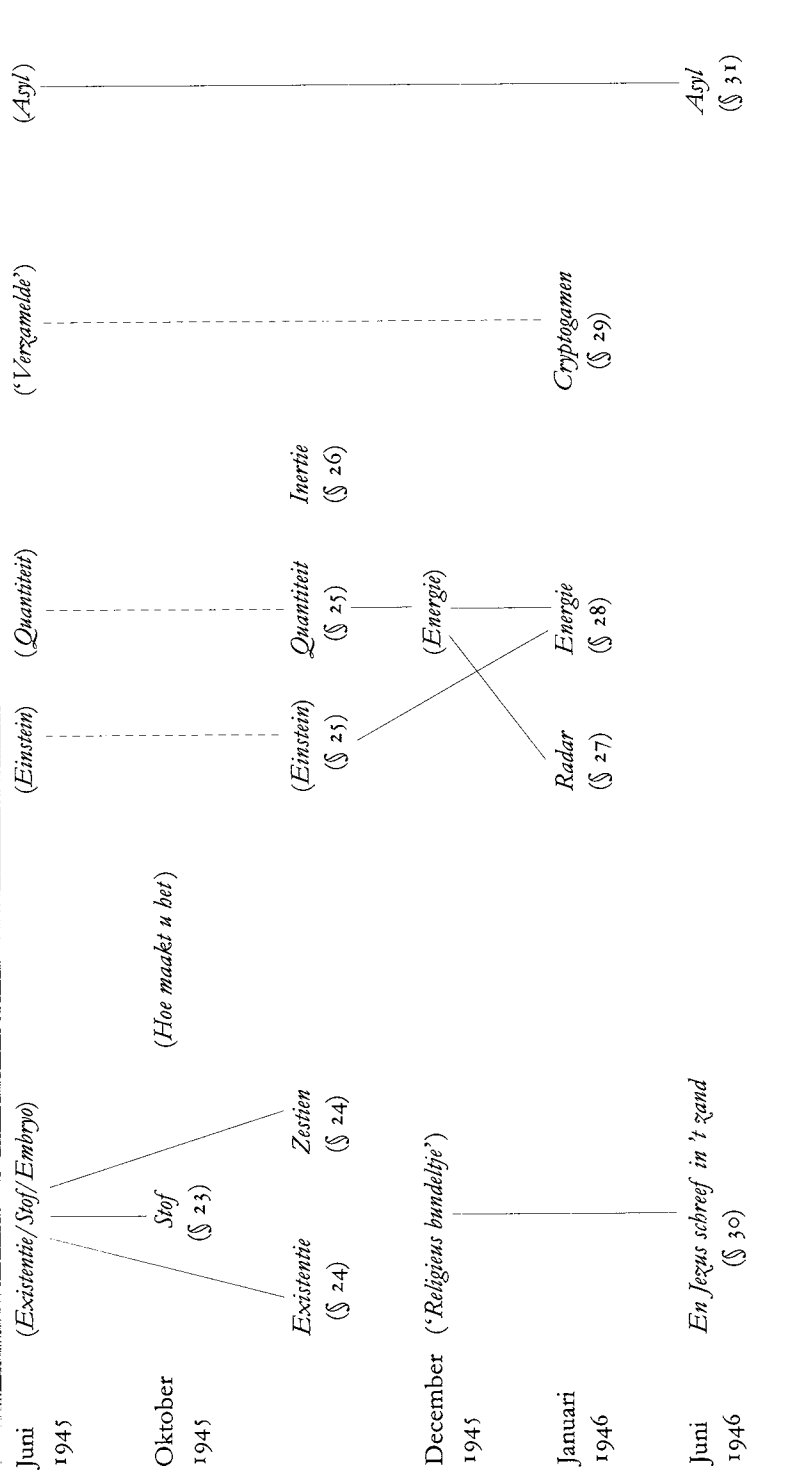 Juni
1945
(Existentie/Stof/Embryo)
(Einstein)
(Quantiteit)
(‘Verzamelde’)
(Asyl)
Oktober
1945
Stof
(§ 23)
(Hoe maakt u het)
Existentie
(§ 24)
Zestien
(§ 24)
(Einstein)
(§ 25)
Quantiteit
(§ 25)
Inertie
(§ 26)
December
1945
(‘Religieus bundeltje’)
(Energie)
Januari
1946
Radar
(§ 27)
Energie
(§ 28)
Cryptogamen
(§ 29)
Juni
1946
En Jezus schreef in 't zand
(§ 30)
Asyl
(§ 31)